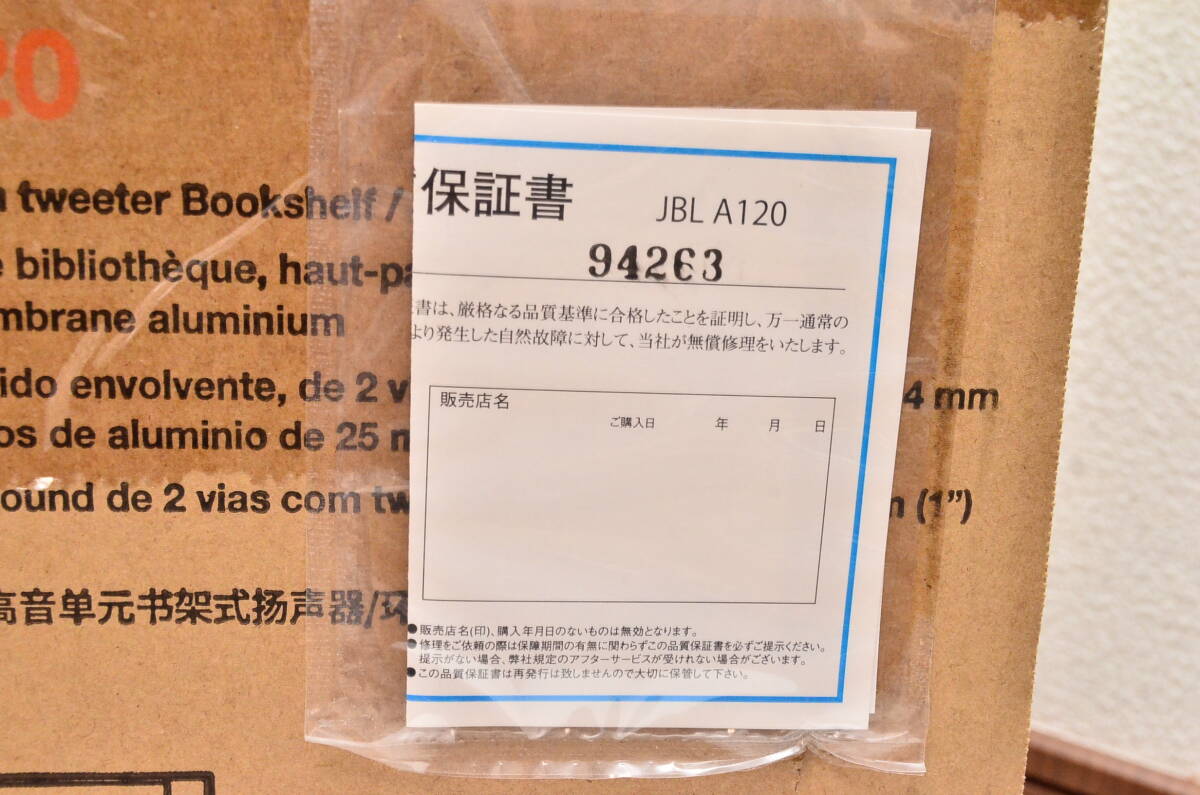 20
tweeter Bookshelf /
bibliothèque, haut-pa
mbrane aluminium
ido envolvente, de 2 v
4 mm
os de aluminio de 25 m
ound de 2 vias com tw
(1”)
高音单元书架式扬声器/环
保証書
JBL A120
94263
書は、厳格なる品質基準に合格したことを証明し、万一通常の
より発生した自然故障に対して、当社が無償修理をいたします。
販売店名
ご購入日 年 月 日
●販売店名(印)、購入年月日のないものは無効となります。
●修理をご依頼の際は保障期間の有無に関わらずこの品質保証書を必ずご提示ください。
提示がない場合、弊社規定のアフターサービスが受けれない場合がございます。
●この品質保証書は再発行は致しませんので大切に保管して下さい。